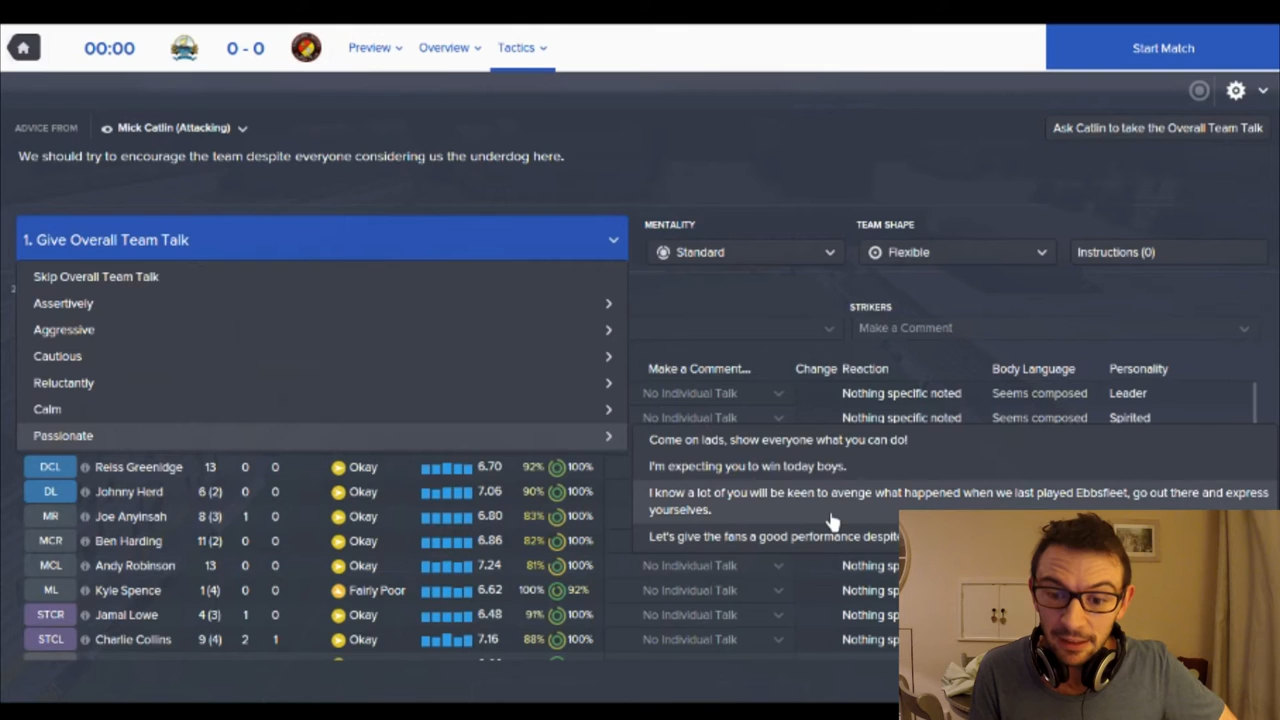 00:00 0 - 0 Preview Overview Tactics Start Match
ADVICE FROM Mick Catlin (Attacking) Ask Catlin to take the Overall Team Talk
We should try to encourage the team despite everyone considering us the underdog here.
1. Give Overall Team Talk
MENTALITY TEAM SHAPE
Standard Flexible Instructions (0)
Skip Overall Team Talk
Assertively
Aggressive
Cautious
Reluctantly
Calm
Passionate
STRIKERS
Make a Comment
Make a Comment... Change Reaction Body Language Personality
No Individual Talk Nothing specific noted Seems composed Leader
No Individual Talk Nothing specific noted Seems composed Spirited
Come on lads, show everyone what you can do!
I'm expecting you to win today boys.
I know a lot of you will be keen to avenge what happened when we last played Ebbsfleet, go out there and express
yourselves.
Let's give the fans a good performance despi
DCL Reiss Greenidge 13 0 0 Okay 6.70 92% 100%
DL Johnny Herd 6 (2) 0 0 Okay 7.06 90% 100%
MR Joe Anyinsah 8 (3) 1 0 Okay 6.80 83% 100%
MCR Ben Harding 11 (2) 0 0 Okay 6.86 82% 100%
MCL Andy Robinson 13 0 0 Okay 7.24 81% 100% No Individual Talk Nothing sp
ML Kyle Spence 1 (4) 0 0 Fairly Poor 6.62 100% 92% No Individual Talk Nothing sp
STCR Jamal Lowe 4 (3) 1 0 Okay 6.48 91% 100% No Individual Talk Nothing sp
STCL Charlie Collins 9 (4) 2 1 Okay 7.16 88% 100% No Individual Talk Nothing sp